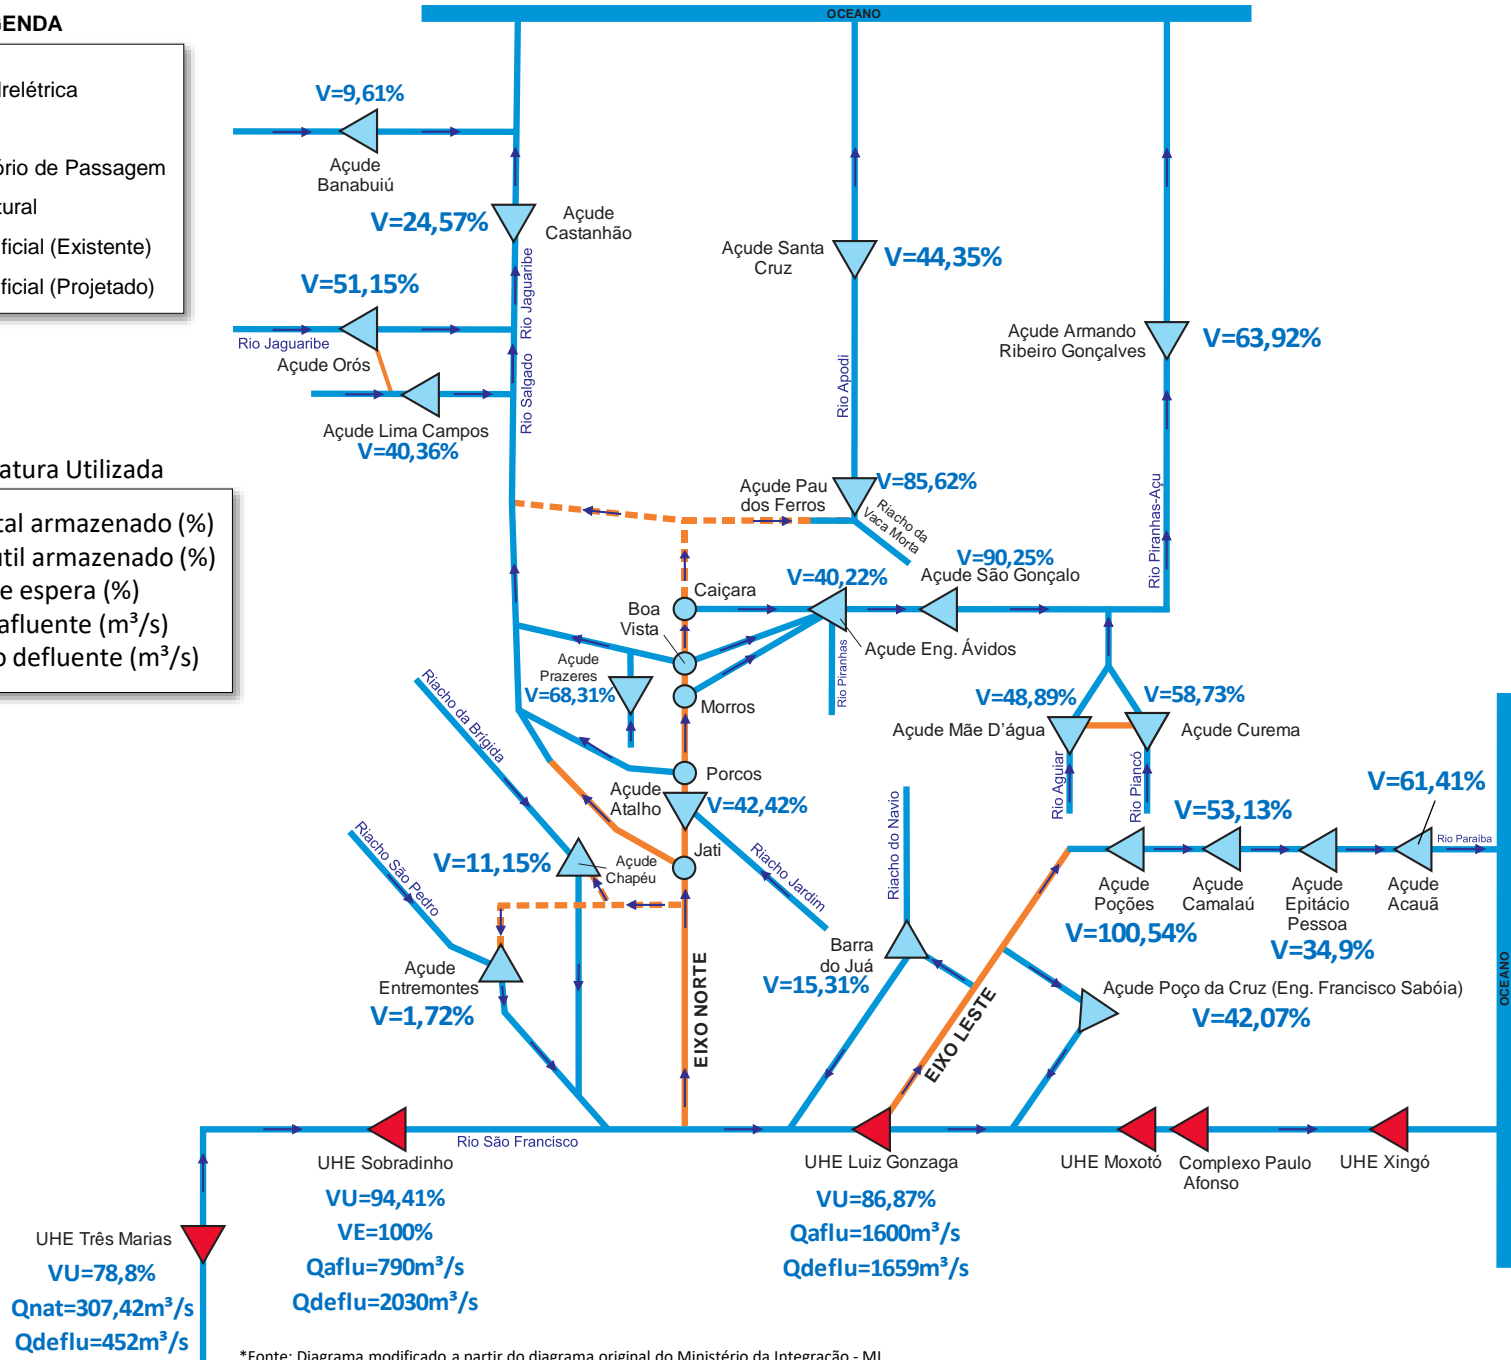 OCEANO
GENDA
drelétrica
ório de Passagem
tural
ificial (Existente)
ificial (Projetado)
V=9,61%
Açude
Banabuiú
V=24,57%
Açude
Castanhão
Rio Jaguaribe
V=51,15%
Rio Jaguaribe
Açude Orós
Rio Salgado
Açude Lima Campos
V=40,36%
Açude Santa
Cruz
V=44,35%
Rio Apodi
Açude Armando
Ribeiro Gonçalves
V=63,92%
Rio Piranhas-Açu
atura Utilizada
tal armazenado (%)
útil armazenado (%)
e espera (%)
afluente (m³/s)
o defluente (m³/s)
Açude Pau
dos Ferros
V=85,62%
Riacho da
Vaca Morta
V=90,25%
Açude São Gonçalo
V=40,22%
Açude Eng. Ávidos
Rio Piranhas
Caiçara
Boa
Vista
Morros
Açude
Prazeres
V=68,31%
Porcos
Açude
Atalho
V=42,42%
Jati
Riacho Jardim
Riacho da Brigida
Riacho São Pedro
V=11,15%
Açude
Chapéu
Açude
Entremontes
V=1,72%
EIXO NORTE
V=48,89%
Açude Mãe D’água
V=58,73%
Açude Curema
Rio Aguiar
Rio Piancó
V=61,41%
V=53,13%
Rio Paraiba
Açude
Poções
V=100,54%
Açude
Camalaú
Açude
Epitácio
Pessoa
V=34,9%
Açude
Acauã
Riacho do Navio
Barra
do Juá
V=15,31%
EIXO LESTE
Açude Poço da Cruz (Eng. Francisco Sabóia)
V=42,07%
OCEANO
Rio São Francisco
UHE Sobradinho
VU=94,41%
VE=100%
Qaflu=790m³/s
Qdeflu=2030m³/s
UHE Luiz Gonzaga
VU=86,87%
Qaflu=1600m³/s
Qdeflu=1659m³/s
UHE Moxotó
Complexo Paulo
Afonso
UHE Xingó
UHE Três Marias
VU=78,8%
Qnat=307,42m³/s
Qdeflu=452m³/s
*Fonte: Diagrama modificado a partir do diagrama original do Ministério da Integração - MI